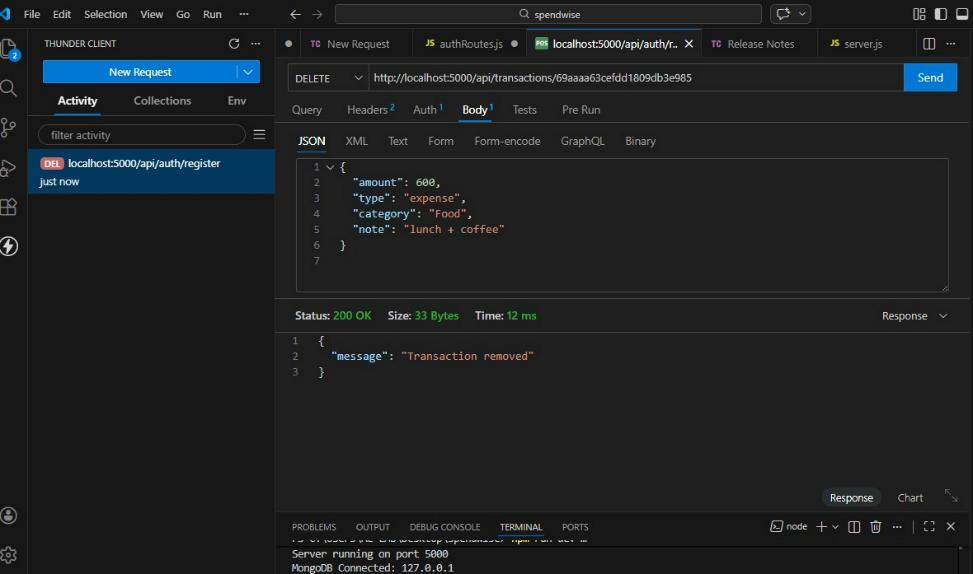 File Edit Selection View Go Run ··· spendwise
THUNDER CLIENT ···
New Request
Activity Collections Env
filter activity
DEL localhost:5000/api/auth/register
just now
2
TC New Request JS authRoutes.js POS localhost:5000/api/auth/r.. TC Release Notes JS server.js ···
DELETE http://localhost:5000/api/transactions/69aaaa63cefdd1809db3e985 Send
Query Headers 2 Auth 1 Body 1 Tests Pre Run
JSON XML Text Form Form-encode GraphQL Binary
1 {
2 "amount": 600,
3 "type": "expense",
4 "category": "Food",
5 "note": "lunch + coffee"
6 }
7
Status: 200 OK Size: 33 Bytes Time: 12 ms Response
1 {
2 "message": "Transaction removed"
3 }
Response Chart
PROBLEMS OUTPUT DEBUG CONSOLE TERMINAL PORTS node ···
Server running on port 5000
MongoDB Connected: 127.0.0.1